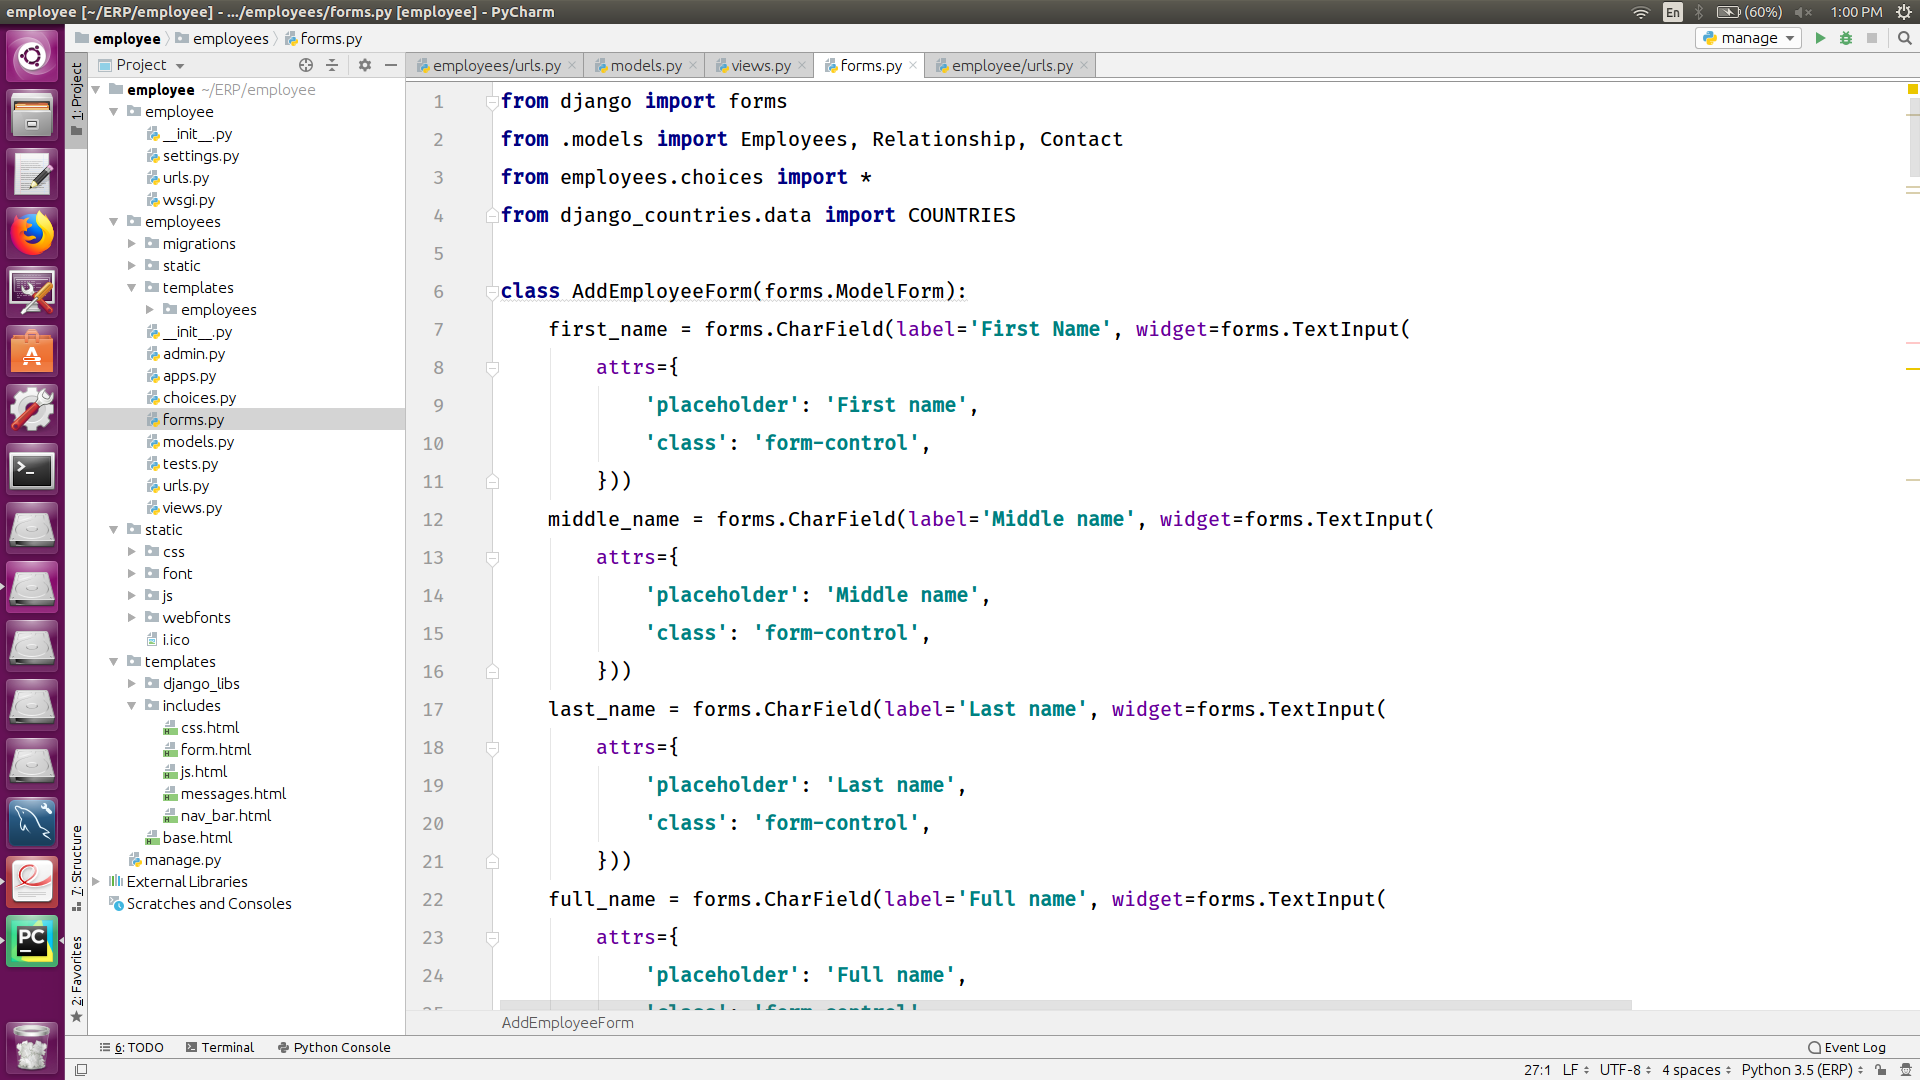 employee [~/ERP/employee] - .../employees/forms.py [employee] - PyCharm
En (60%) 1:00 PM
employee employees forms.py
manage
1: Project
Project
employees/urls.py models.py views.py forms.py employee/urls.py
employee ~/ERP/employee
employee
__init__.py
settings.py
urls.py
wsgi.py
employees
migrations
static
templates
employees
__init__.py
admin.py
apps.py
choices.py
forms.py
models.py
tests.py
urls.py
views.py
static
css
font
js
webfonts
i.ico
templates
django_libs
includes
css.html
form.html
js.html
messages.html
nav_bar.html
base.html
manage.py
External Libraries
Scratches and Consoles
7: Structure
2: Favorites
PC
1 from django import forms
2 from .models import Employees, Relationship, Contact
3 from employees.choices import *
4 from django_countries.data import COUNTRIES
5
6 class AddEmployeeForm(forms.ModelForm):
7 first_name = forms.CharField(label='First Name', widget=forms.TextInput(
8 attrs={
9 'placeholder': 'First name',
10 'class': 'form-control',
11 }))
12 middle_name = forms.CharField(label='Middle name', widget=forms.TextInput(
13 attrs={
14 'placeholder': 'Middle name',
15 'class': 'form-control',
16 }))
17 last_name = forms.CharField(label='Last name', widget=forms.TextInput(
18 attrs={
19 'placeholder': 'Last name',
20 'class': 'form-control',
21 }))
22 full_name = forms.CharField(label='Full name', widget=forms.TextInput(
23 attrs={
24 'placeholder': 'Full name',
AddEmployeeForm
6: TODO Terminal Python Console Event Log
27:1 LF UTF-8 4 spaces Python 3.5 (ERP)